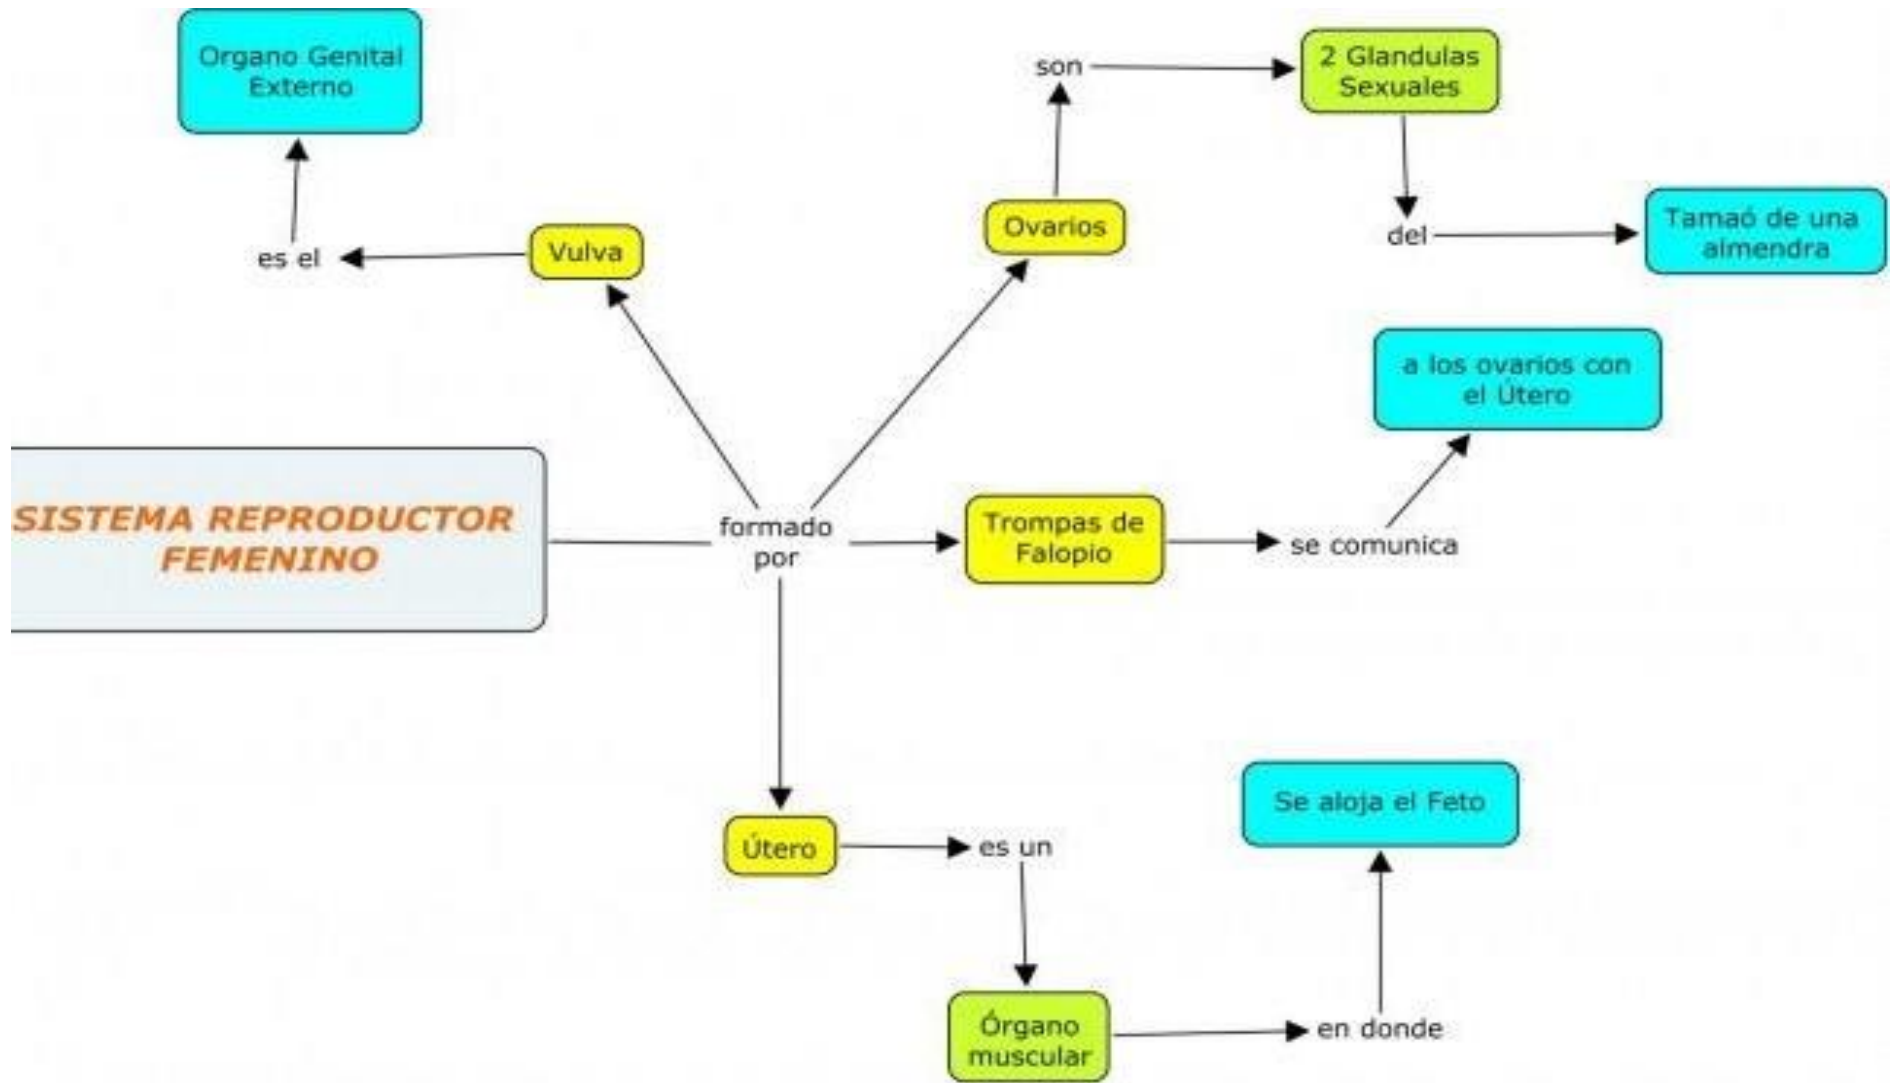 Organo Genital
Externo
es el
Vulva
son
2 Glandulas
Sexuales
Ovarios
del
Tamaó de una
almendra
a los ovarios con
el Útero
SISTEMA REPRODUCTOR
FEMENINO
formado
por
Trompas de
Falopio
se comunica
Útero
es un
Se aloja el Feto
Órgano
muscular
en donde